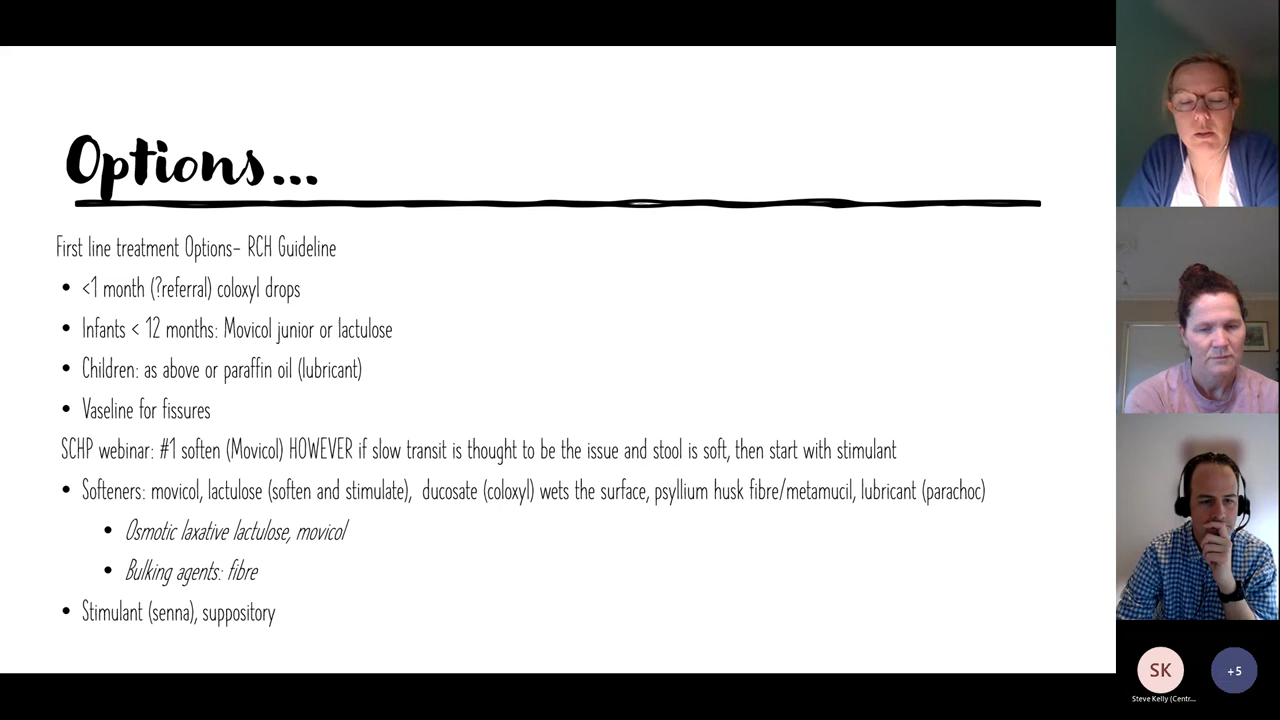 Options...
First line treatment Options- RCH Guideline
• <1 month (?referral) coloxyl drops
• Infants < 12 months: Movicol junior or lactulose
• Children: as above or paraffin oil (lubricant)
• Vaseline for fissures
SCHP webinar: #1 soften (Movicol) HOWEVER if slow transit is thought to be the issue and stool is soft, then start with stimulant
• Softeners: movicol, lactulose (soften and stimulate), ducosate (coloxyl) wets the surface, psyllium husk fibre/metamucil, lubricant (parachoc)
• Osmotic laxative lactulose, movicol
• Bulking agents: fibre
• Stimulant (senna), suppository
SK
+5
Steve Kelly (Centr...